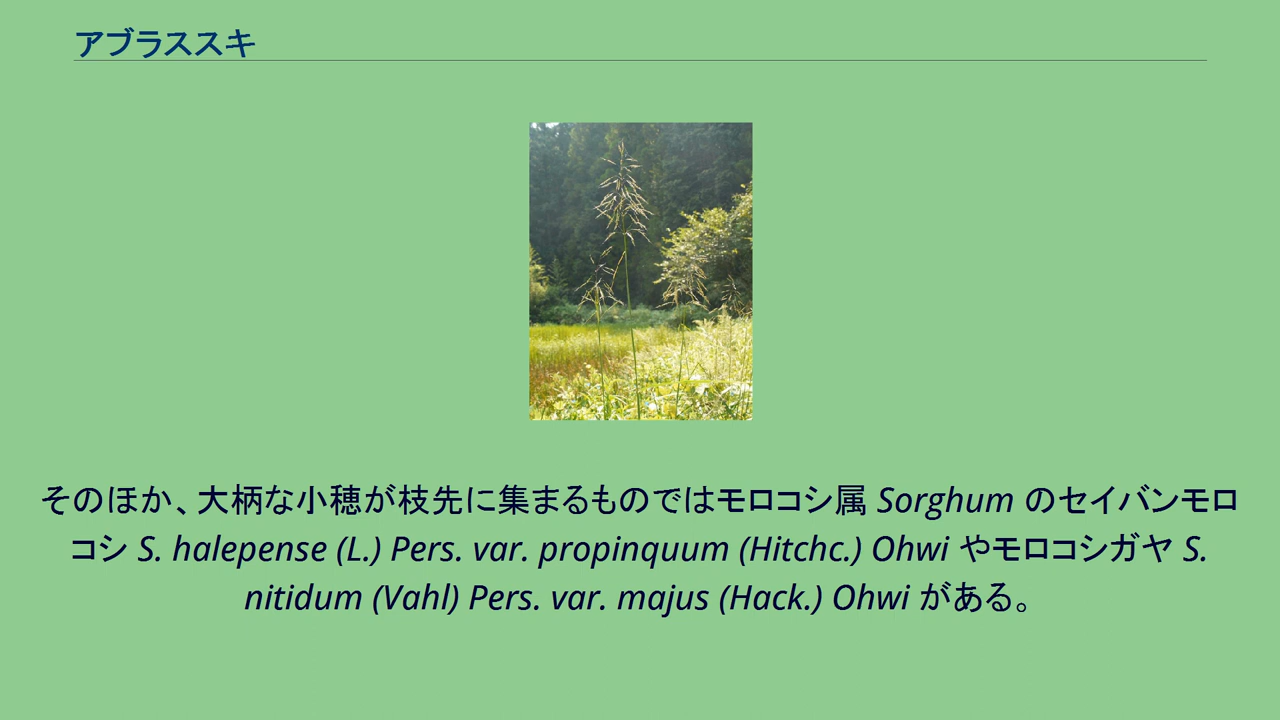 アブラススキ
そのほか、大柄な小穂が枝先に集まるものではモロコシ属 Sorghum のセイバンモロ
コシ S. halepense (L.) Pers. var. propinquum (Hitchc.) Ohwi やモロコシガヤ S.
nitidum (Vahl) Pers. var. majus (Hack.) Ohwi がある。